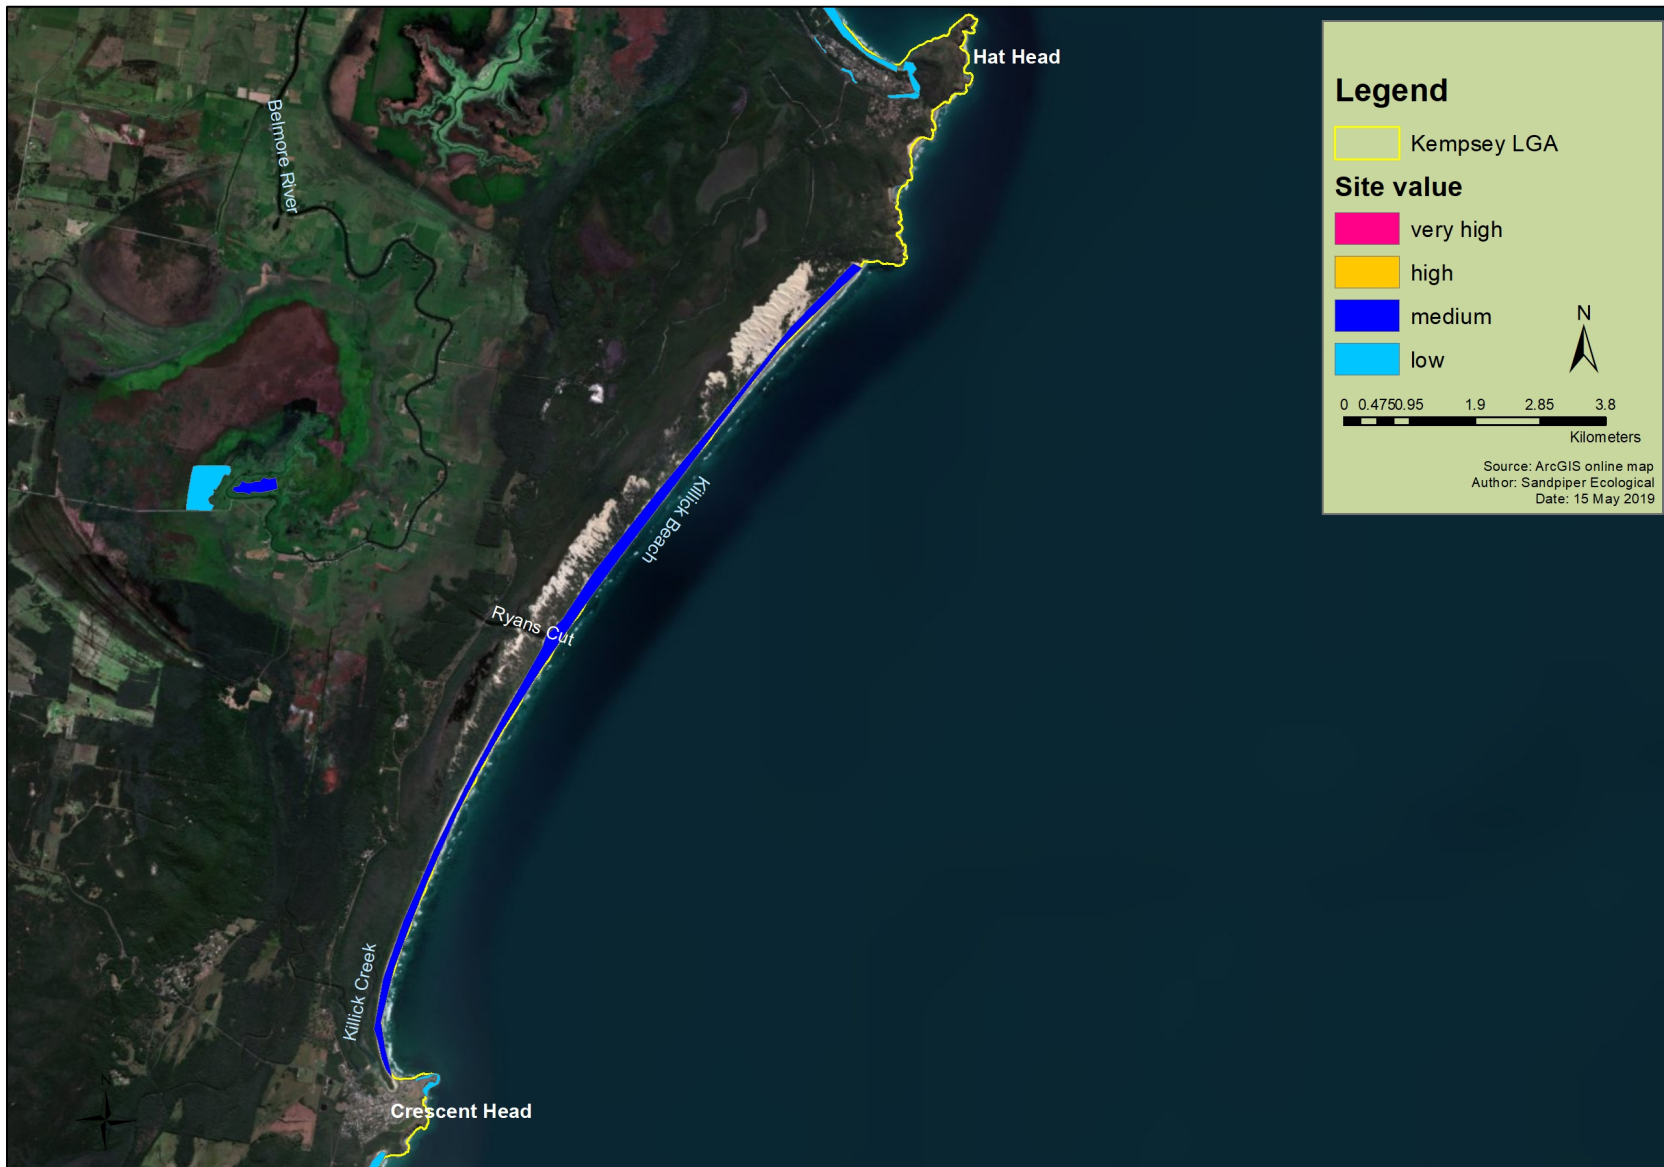 Hat Head
Belmore River
Killick Beach
Ryans Cut
Killick Creek
N
Crescent Head
Legend
Kempsey LGA
Site value
very high
high
medium
low
N
0 0.4750.95 1.9 2.85 3.8
Kilometers
Source: ArcGIS online map
Author: Sandpiper Ecological
Date: 15 May 2019